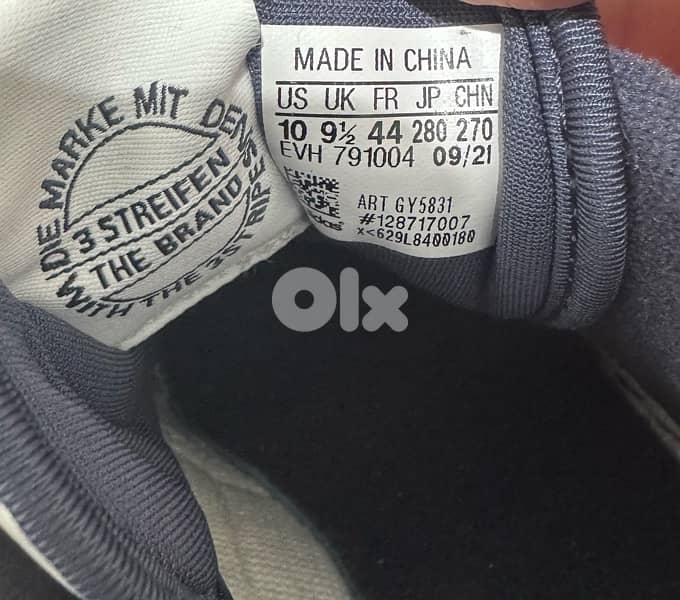 DIE MARKE MIT DEN
3 STREIFEN
THE BRAND
WITH THE 3 STRIPES
MADE IN CHINA
US UK FR JP CHN
10 9½ 44 280 270
EVH 791004 09/21
ART GY5831
#128717007
x<629L8400180
adidas
OLX